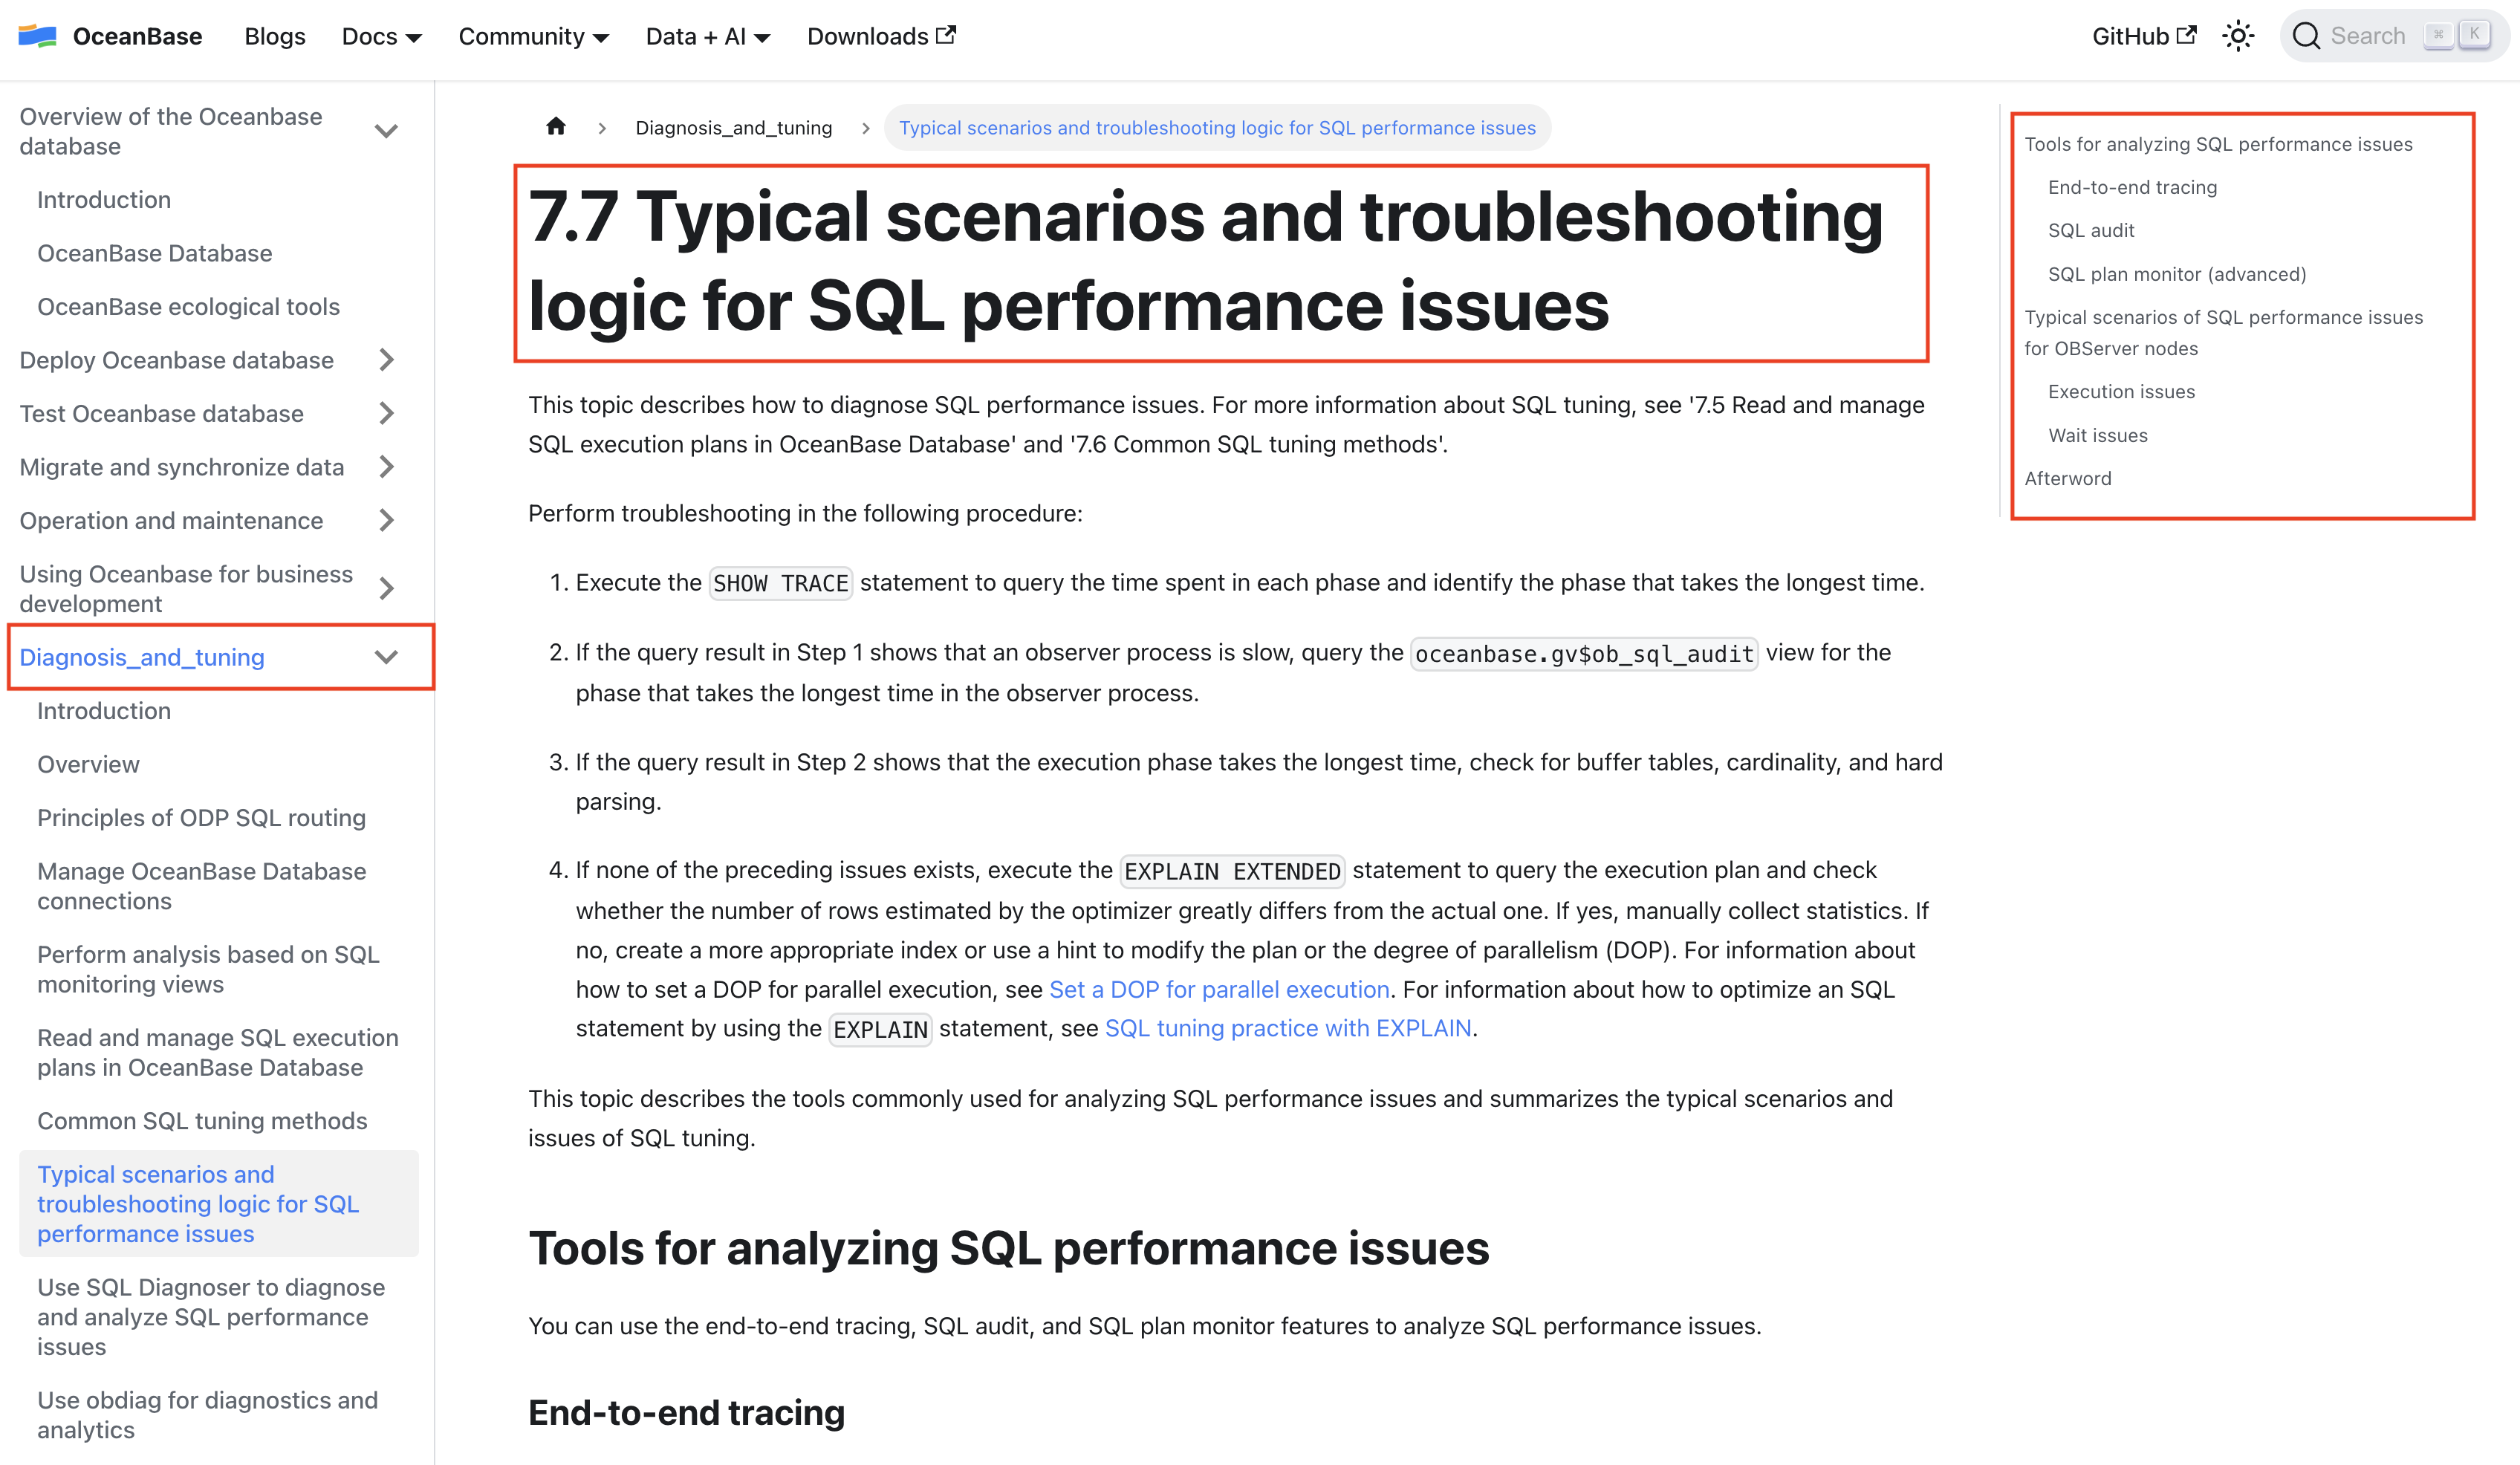 OceanBase
Blogs
Docs
Community
Data + AI
Downloads
GitHub
Search
⌘
K
Overview of the Oceanbase
database
Introduction
OceanBase Database
OceanBase ecological tools
Deploy Oceanbase database
Test Oceanbase database
Migrate and synchronize data
Operation and maintenance
Using Oceanbase for business
development
Diagnosis_and_tuning
Introduction
Overview
Principles of ODP SQL routing
Manage OceanBase Database
connections
Perform analysis based on SQL
monitoring views
Read and manage SQL execution
plans in OceanBase Database
Common SQL tuning methods
Typical scenarios and
troubleshooting logic for SQL
performance issues
Use SQL Diagnoser to diagnose
and analyze SQL performance
issues
Use obdiag for diagnostics and
analytics
Diagnosis_and_tuning
Typical scenarios and troubleshooting logic for SQL performance issues
7.7 Typical scenarios and troubleshooting
logic for SQL performance issues
This topic describes how to diagnose SQL performance issues. For more information about SQL tuning, see '7.5 Read and manage
SQL execution plans in OceanBase Database' and '7.6 Common SQL tuning methods'.
Perform troubleshooting in the following procedure:
1. Execute the SHOW TRACE statement to query the time spent in each phase and identify the phase that takes the longest time.
2. If the query result in Step 1 shows that an observer process is slow, query the oceanbase.gv$ob_sql_audit view for the
phase that takes the longest time in the observer process.
3. If the query result in Step 2 shows that the execution phase takes the longest time, check for buffer tables, cardinality, and hard
parsing.
4. If none of the preceding issues exists, execute the EXPLAIN EXTENDED statement to query the execution plan and check
whether the number of rows estimated by the optimizer greatly differs from the actual one. If yes, manually collect statistics. If
no, create a more appropriate index or use a hint to modify the plan or the degree of parallelism (DOP). For information about
how to set a DOP for parallel execution, see Set a DOP for parallel execution. For information about how to optimize an SQL
statement by using the EXPLAIN statement, see SQL tuning practice with EXPLAIN.
This topic describes the tools commonly used for analyzing SQL performance issues and summarizes the typical scenarios and
issues of SQL tuning.
Tools for analyzing SQL performance issues
You can use the end-to-end tracing, SQL audit, and SQL plan monitor features to analyze SQL performance issues.
End-to-end tracing
Tools for analyzing SQL performance issues
End-to-end tracing
SQL audit
SQL plan monitor (advanced)
Typical scenarios of SQL performance issues
for OBServer nodes
Execution issues
Wait issues
Afterword